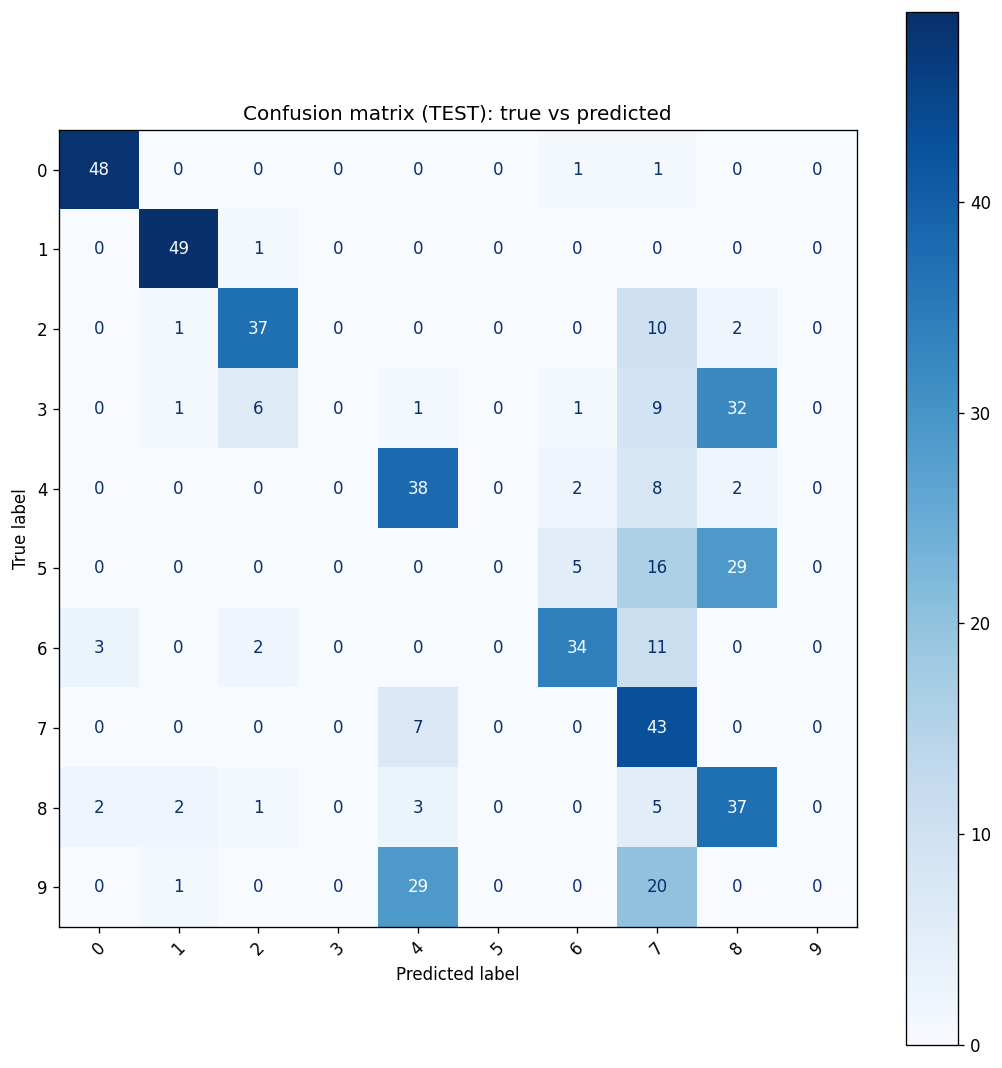 Confusion matrix (TEST): true vs predicted
0 48 0 0 0 0 0 1 1 0 0
1 0 49 1 0 0 0 0 0 0 0
2 0 1 37 0 0 0 0 10 2 0
3 0 1 6 0 1 0 1 9 32 0
4 0 0 0 0 38 0 2 8 2 0
5 0 0 0 0 0 0 5 16 29 0
6 3 0 2 0 0 0 34 11 0 0
7 0 0 0 0 7 0 0 43 0 0
8 2 2 1 0 3 0 0 5 37 0
9 0 1 0 0 29 0 0 20 0 0
0 1 2 3 4 5 6 7 8 9
True label
Predicted label
40
30
20
10
0